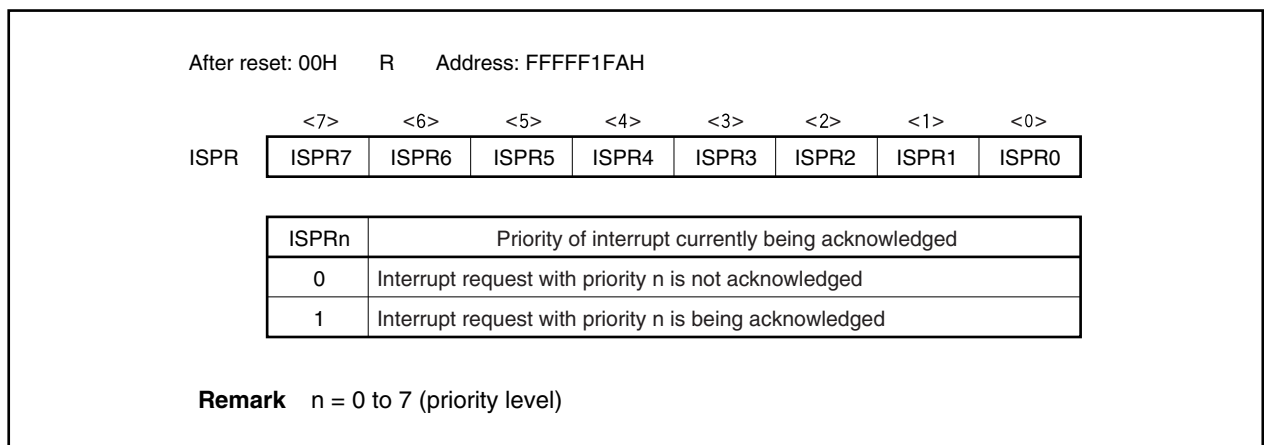 After reset: 00H R Address: FFFFF1FAH
<7> <6> <5> <4> <3> <2> <1> <0>
ISPR ISPR7 ISPR6 ISPR5 ISPR4 ISPR3 ISPR2 ISPR1 ISPR0
ISPRn Priority of interrupt currently being acknowledged
0 Interrupt request with priority n is not acknowledged
1 Interrupt request with priority n is being acknowledged
Remark n = 0 to 7 (priority level)